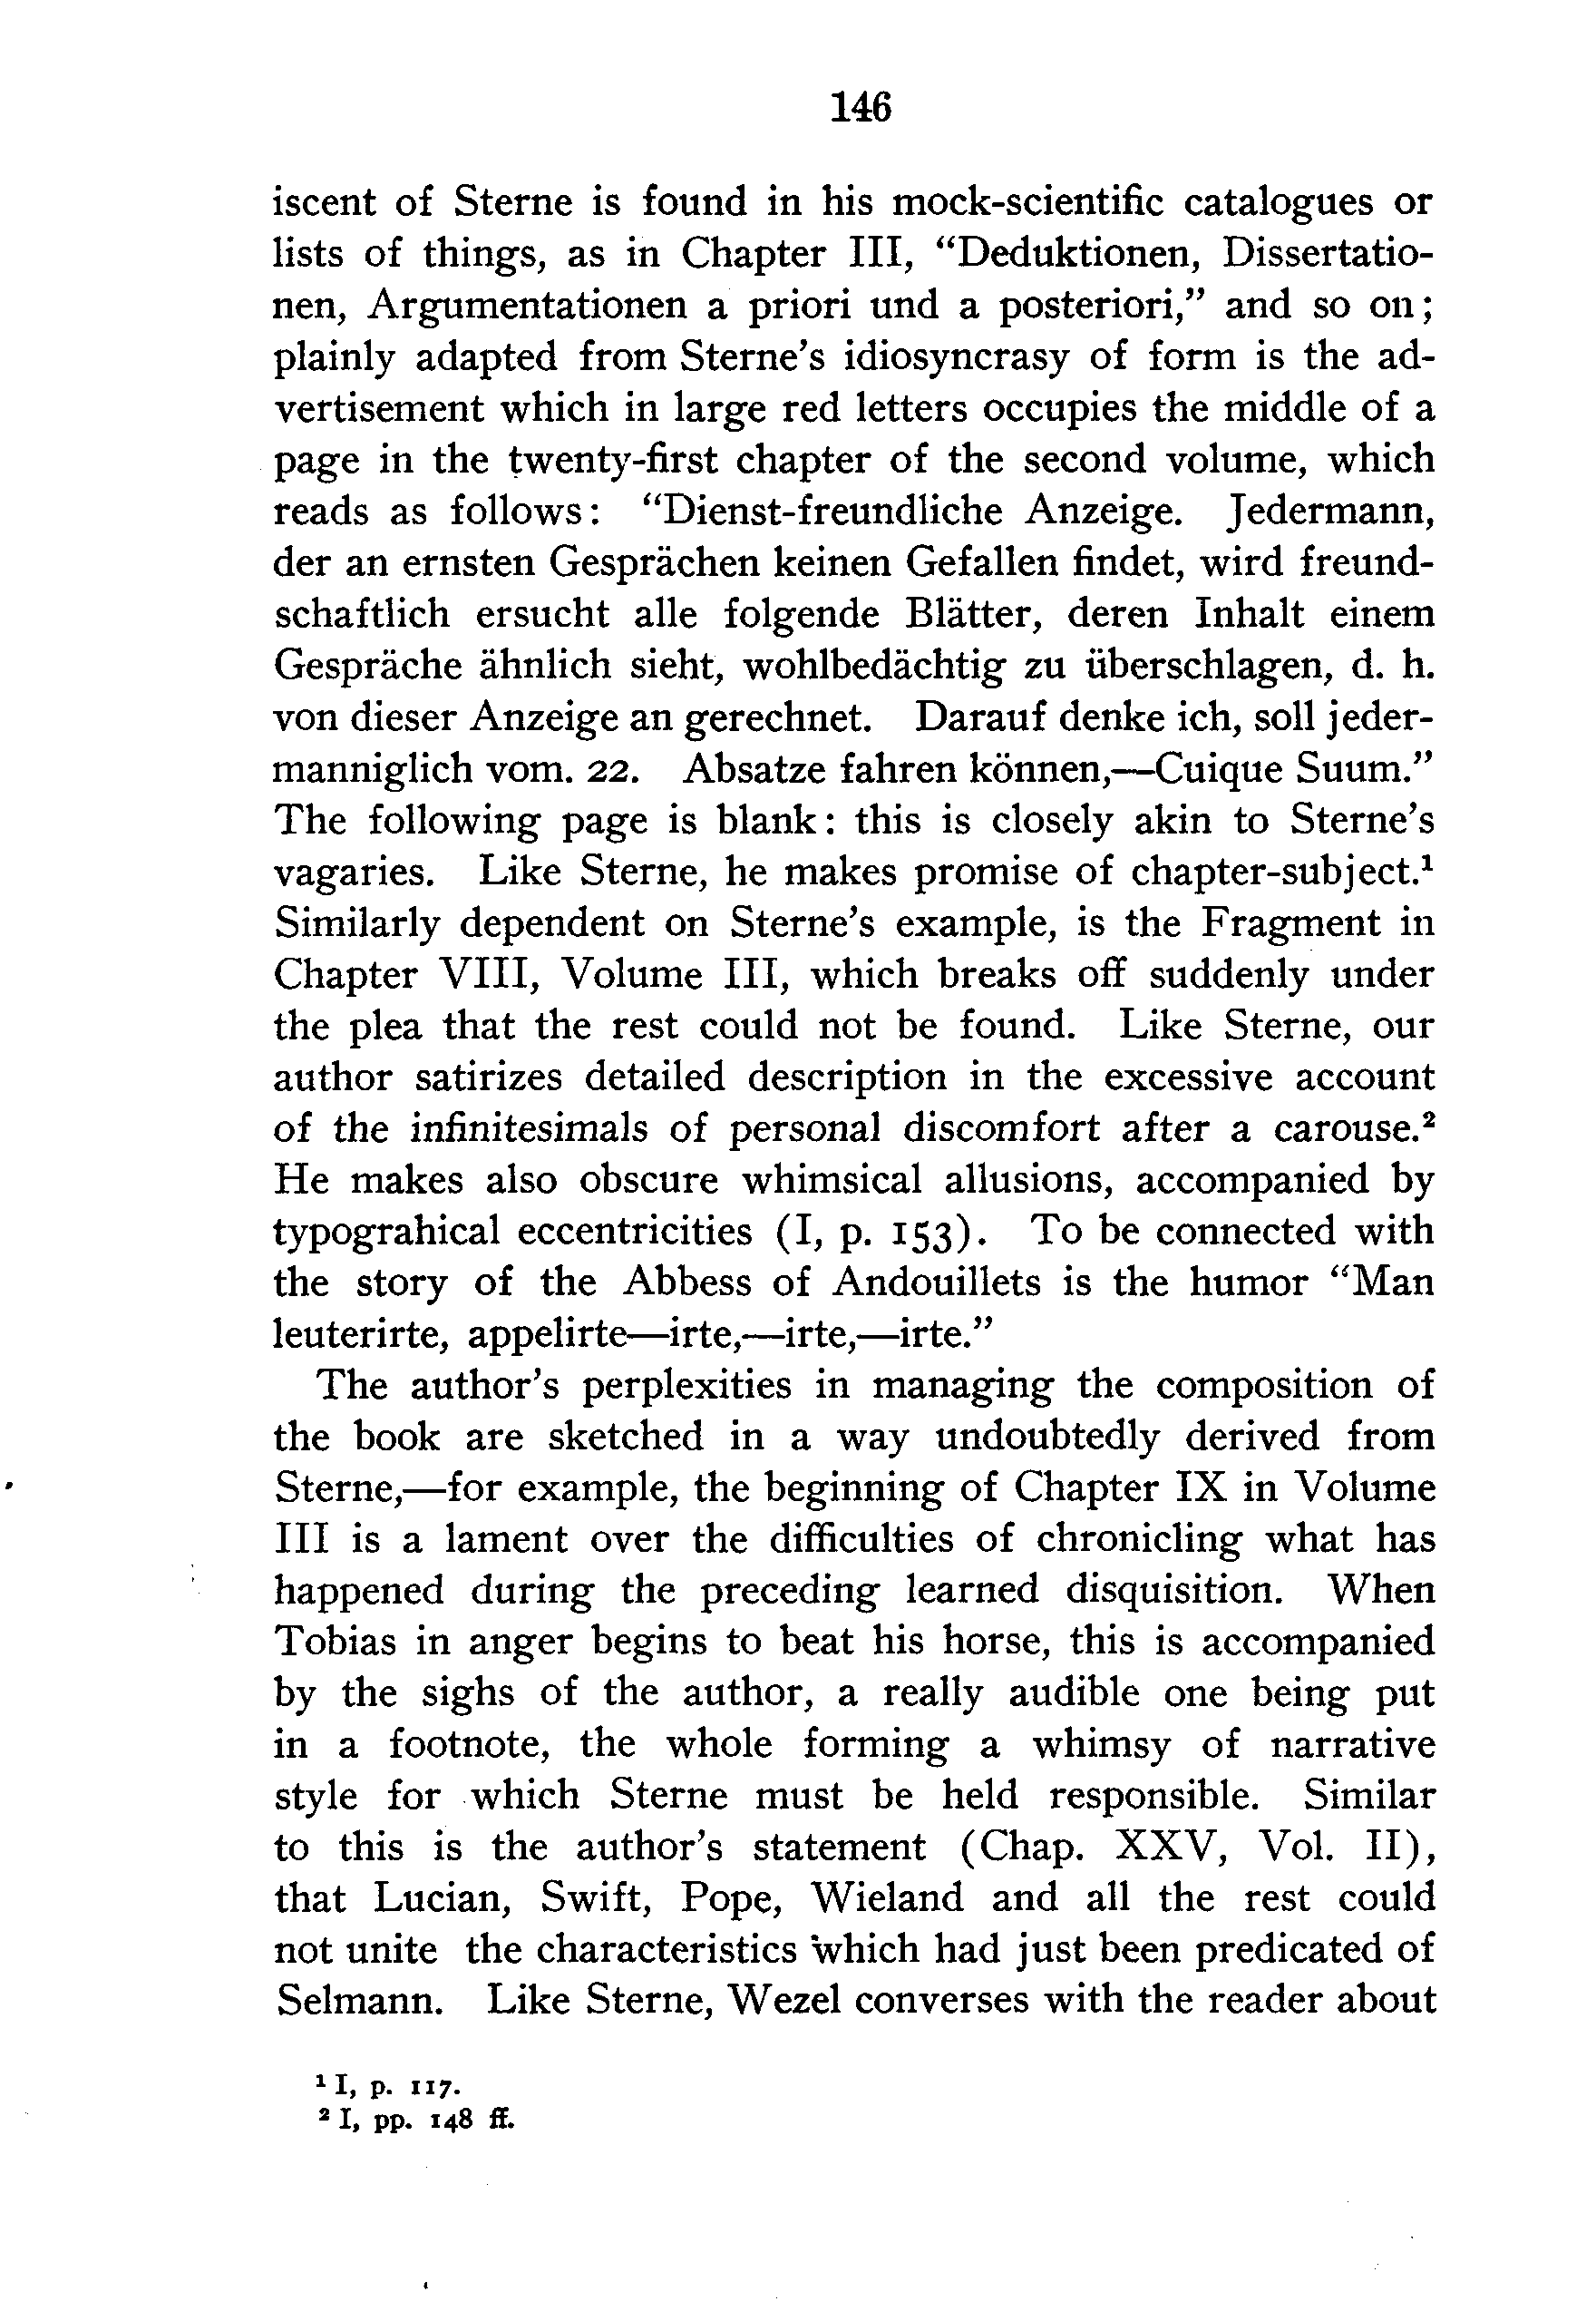 146
iscent of Sterne is found in his mock-scientific catalogues or
lists of things, as in Chapter III, “Deduktionen, Dissertatio-
nen, Argumentationen a priori und a posteriori,” and so on;
plainly adapted from Sterne’s idiosyncrasy of form is the ad-
vertisement which in large red letters occupies the middle of a
page in the twenty-first chapter of the second volume, which
reads as follows: “Dienst-freundliche Anzeige. Jedermann,
der an ernsten Gesprächen keinen Gefallen findet, wird freund-
schaftlich ersucht alle folgende Blätter, deren Inhalt einem
Gespräche ähnlich sieht, wohlbedächtig zu überschlagen, d. h.
von dieser Anzeige an gerechnet. Darauf denke ich, soll jeder-
manniglich vom. 22. Absatze fahren können,—Cuique Suum.”
The following page is blank: this is closely akin to Sterne’s
vagaries. Like Sterne, he makes promise of chapter-subject.¹
Similarly dependent on Sterne’s example, is the Fragment in
Chapter VIII, Volume III, which breaks off suddenly under
the plea that the rest could not be found. Like Sterne, our
author satirizes detailed description in the excessive account
of the infinitesimals of personal discomfort after a carouse.²
He makes also obscure whimsical allusions, accompanied by
typograhical eccentricities (I, p. 153). To be connected with
the story of the Abbess of Andouillets is the humor “Man
leuterirte, appelirte—irte,—irte,—irte.”
The author’s perplexities in managing the composition of
the book are sketched in a way undoubtedly derived from
Sterne,—for example, the beginning of Chapter IX in Volume
III is a lament over the difficulties of chronicling what has
happened during the preceding learned disquisition. When
Tobias in anger begins to beat his horse, this is accompanied
by the sighs of the author, a really audible one being put
in a footnote, the whole forming a whimsy of narrative
style for which Sterne must be held responsible. Similar
to this is the author’s statement (Chap. XXV, Vol. II),
that Lucian, Swift, Pope, Wieland and all the rest could
not unite the characteristics which had just been predicated of
Selmann. Like Sterne, Wezel converses with the reader about
¹ I, p. 117.
² I, pp. 148 ff.